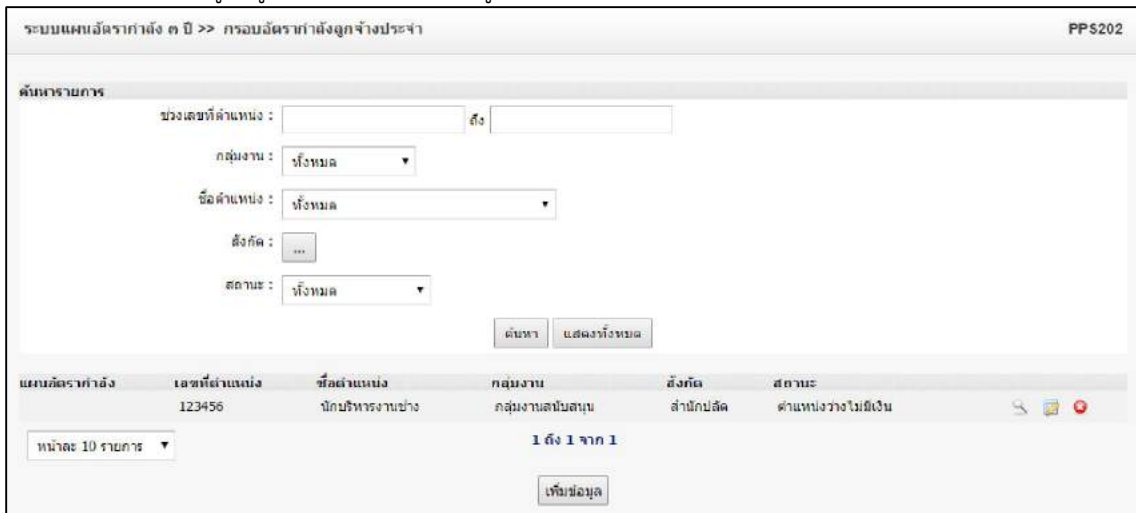 ระบบแผนอัตรากำลัง ๓ ปี >> กรอบอัตรากำลังลูกจ้างประจำ PPS202
ค้นหารายการ
ช่วงเลขที่ตำแหน่ง : ถึง
กลุ่มงาน : ทั้งหมด
ชื่อตำแหน่ง : ทั้งหมด
สังกัด : ...
สถานะ : ทั้งหมด
ค้นหา แสดงทั้งหมด
แผนอัตรากำลัง เลขที่ตำแหน่ง ชื่อตำแหน่ง กลุ่มงาน สังกัด สถานะ
123456 นักบริหารงานช่าง กลุ่มงานสนับสนุน สำนักปลัด ตำแหน่งว่างไม่มีเงิน
หน้าละ 10 รายการ 1 ถึง 1 จาก 1
เพิ่มข้อมูล